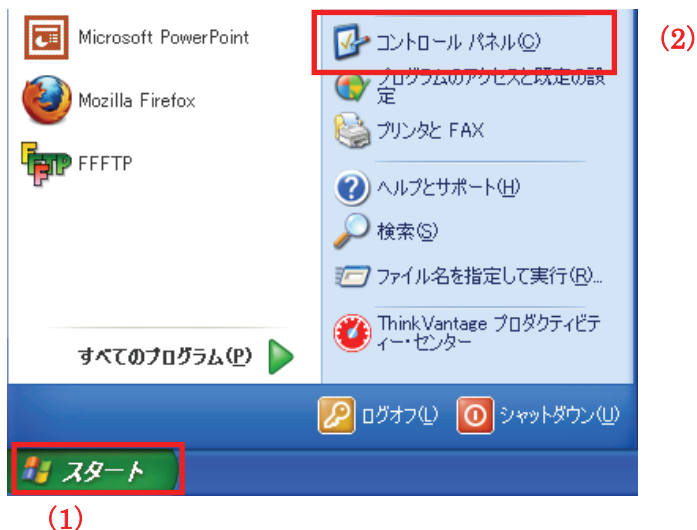 Microsoft PowerPoint
Mozilla Firefox
FFFTP
すべてのプログラム(P)
コントロール パネル(C)
(2)
プログラムのアクセスと既定の設
定
プリンタと FAX
ヘルプとサポート(H)
検索(S)
ファイル名を指定して実行(R)...
ThinkVantage プロダクティビテ
ィー・センター
ログオフ(L)
シャットダウン(U)
スタート
(1)